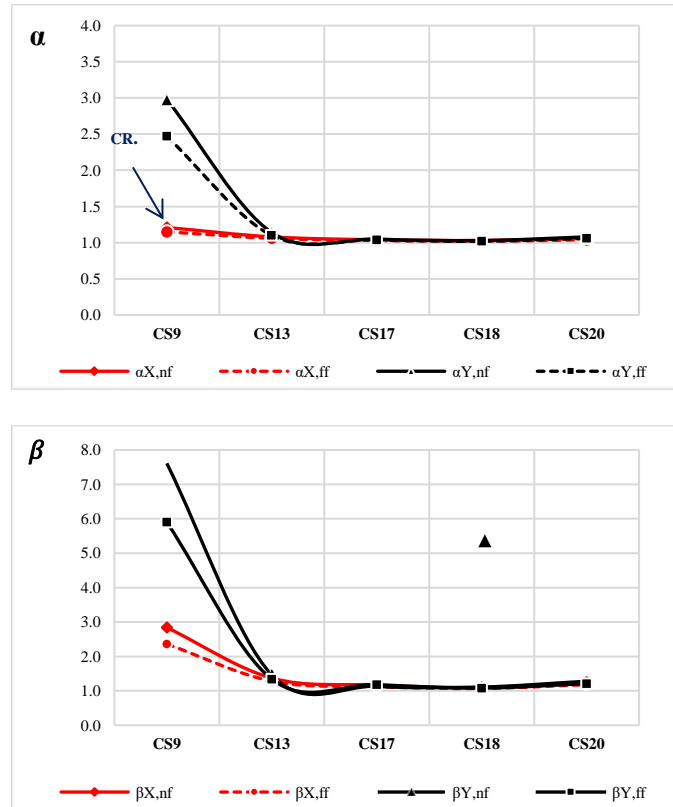 α
4.0
3.5
3.0
2.5
CR.
2.0
1.5
1.0
0.5
0.0
CS9 CS13 CS17 CS18 CS20
αX,nf αX,ff αY,nf αY,ff
β
8.0
7.0
6.0
5.0
4.0
3.0
2.0
1.0
0.0
CS9 CS13 CS17 CS18 CS20
βX,nf βX,ff βY,nf βY,ff